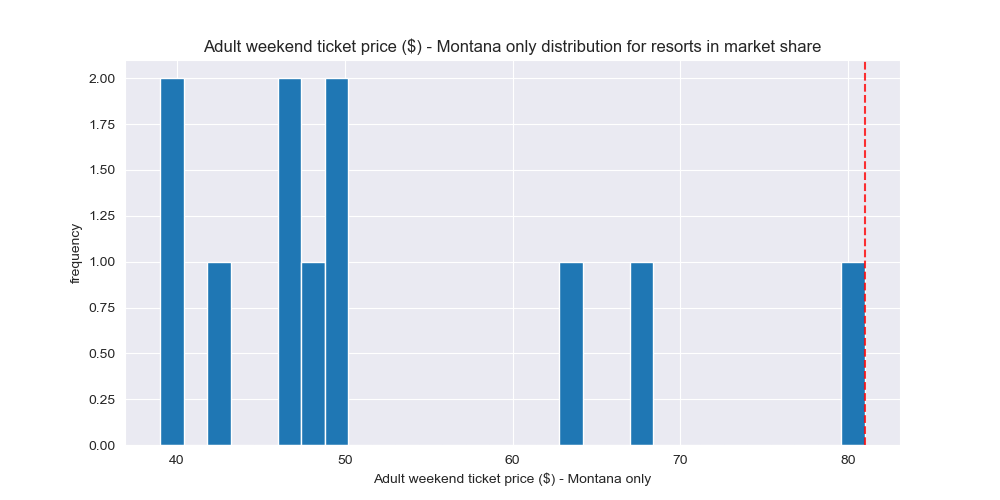 Adult weekend ticket price ($) - Montana only distribution for resorts in market share
2.00
1.75
1.50
1.25
1.00
0.75
0.50
0.25
0.00
frequency
40 50 60 70 80
Adult weekend ticket price ($) - Montana only